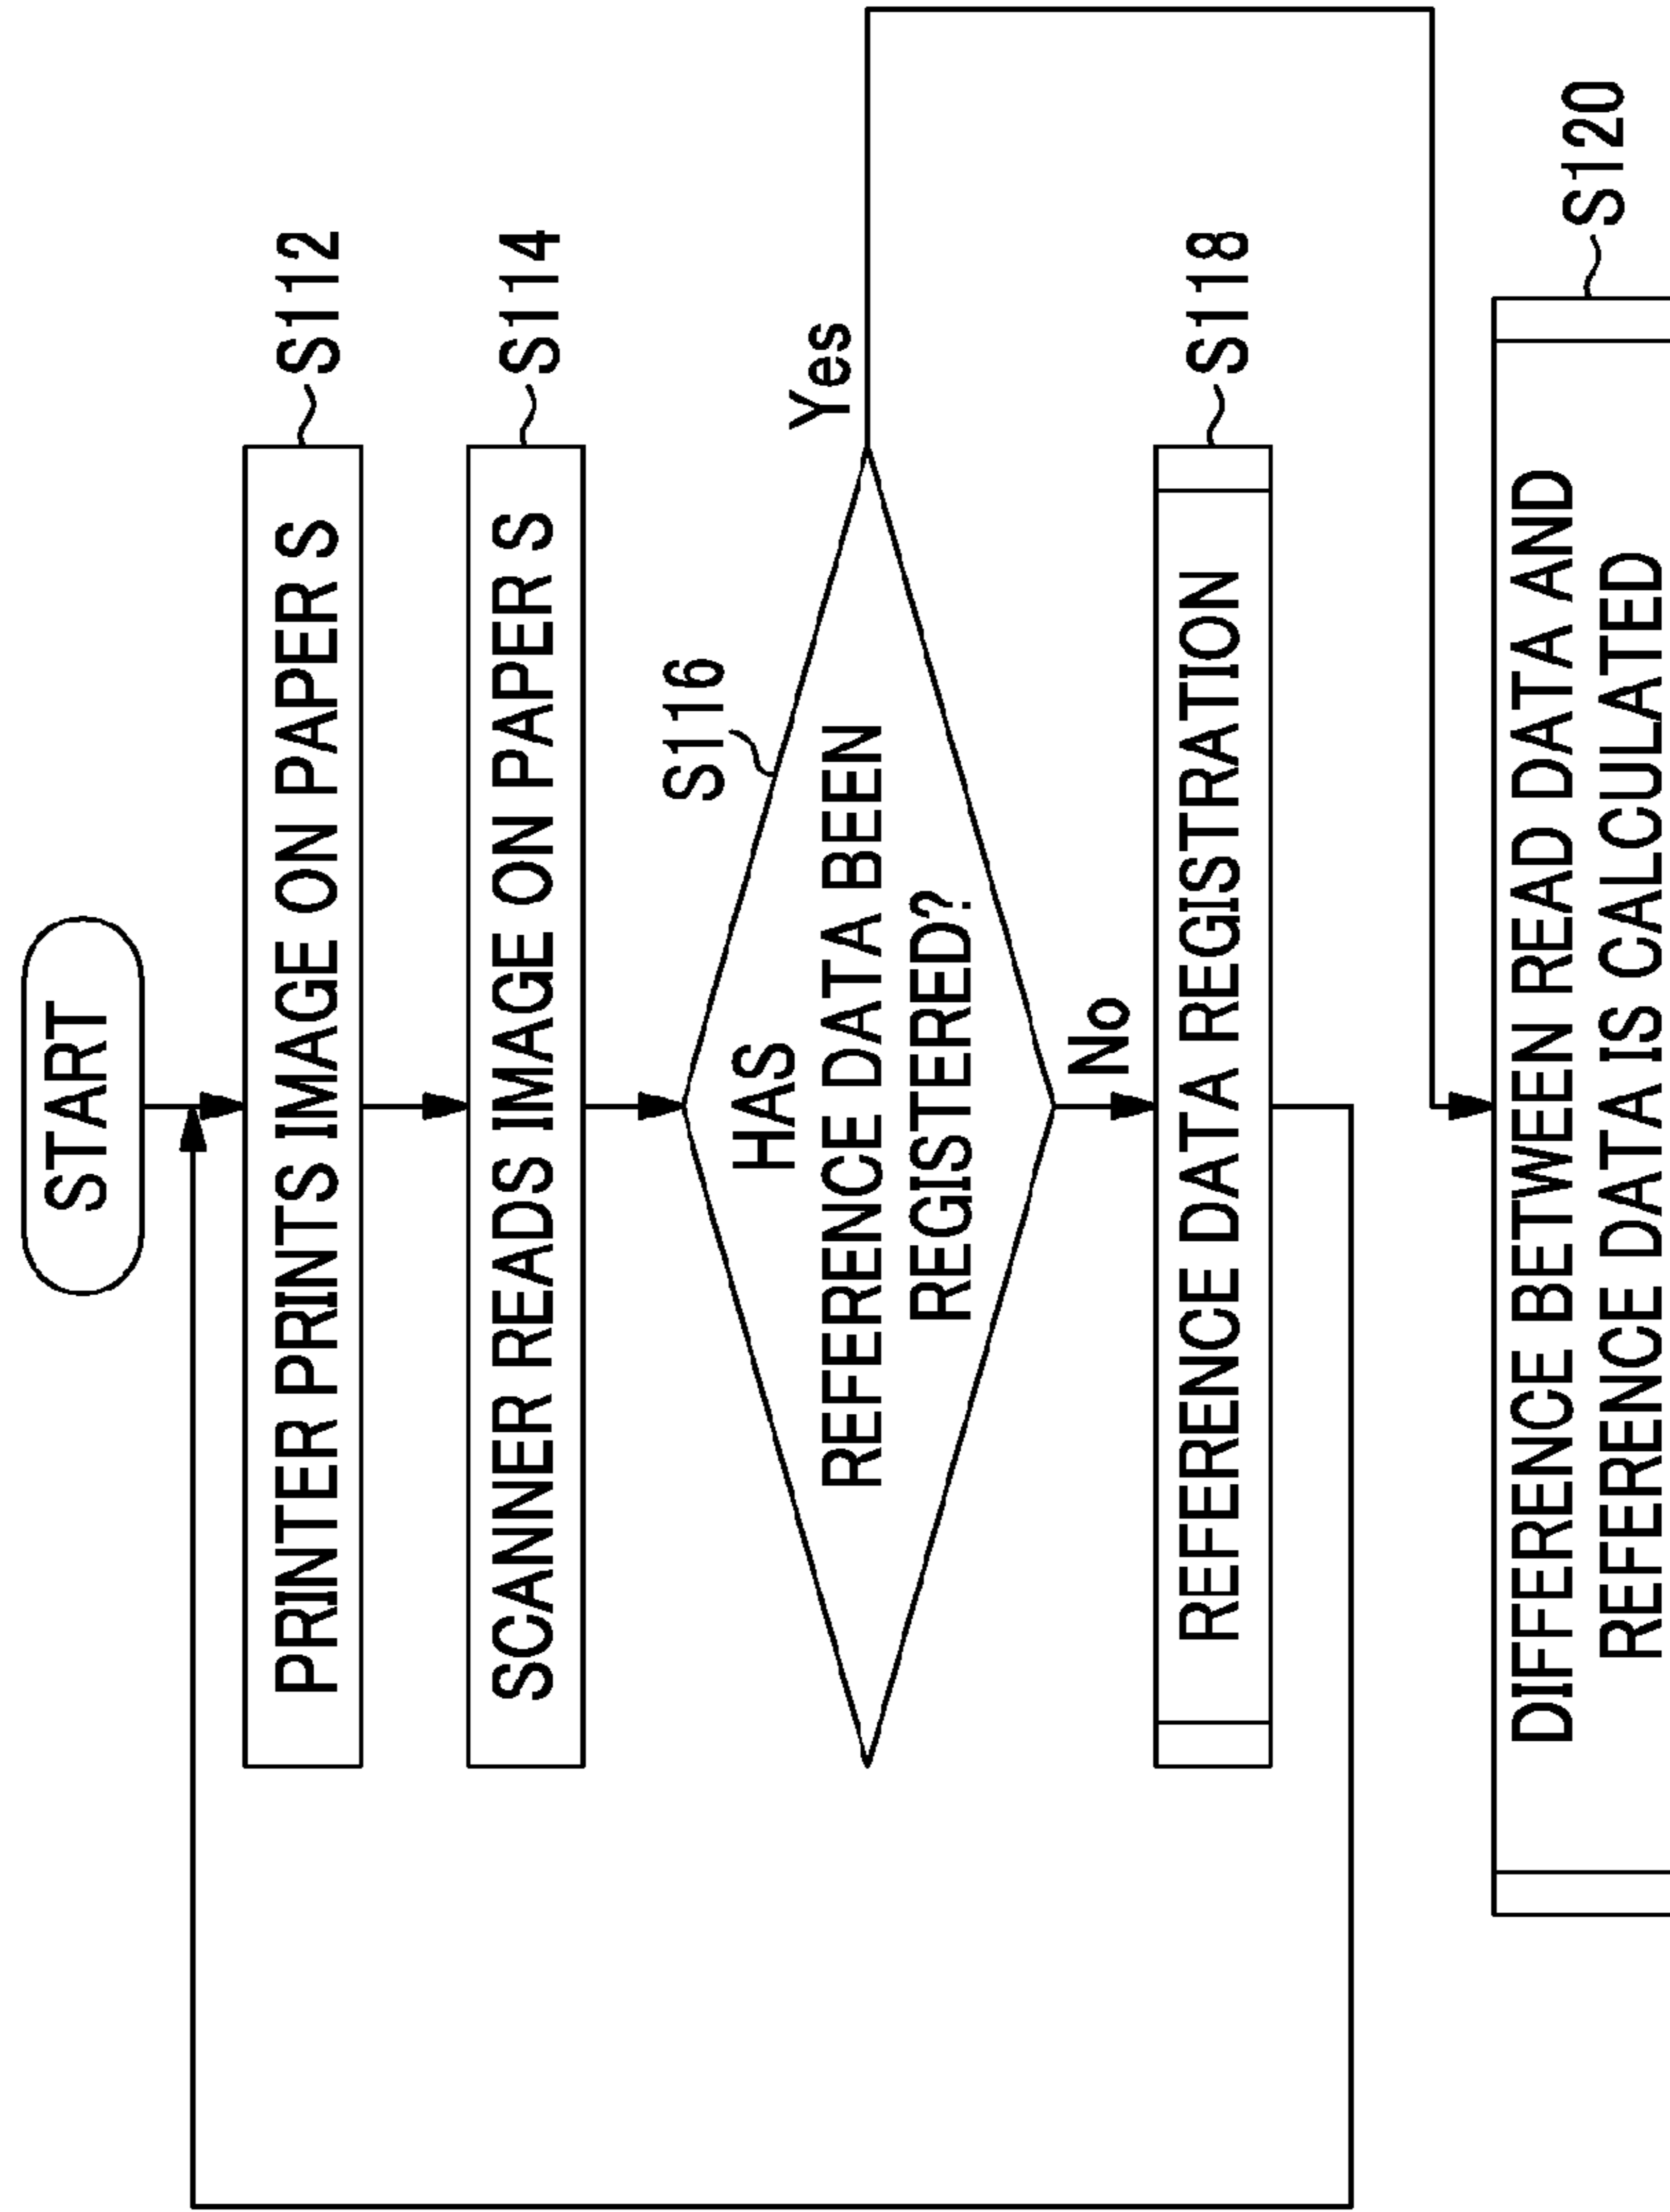 START
PRINTER PRINTS IMAGE ON PAPER S
S112
SCANNER READS IMAGE ON PAPER S
S114
S116
HAS
REFERENCE DATA BEEN
REGISTERED?
Yes
No
REFERENCE DATA REGISTRATION
S118
DIFFERENCE BETWEEN READ DATA AND
REFERENCE DATA IS CALCULATED
S120